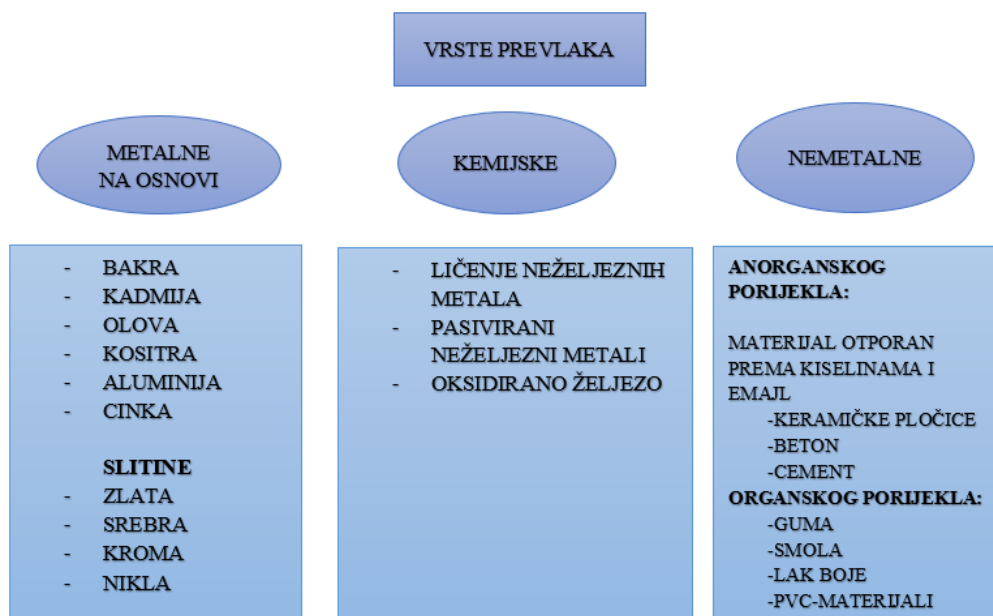 VRSTE PREVLAKA
METALNE
NA OSNOVI
- BAKRA
- KADMIJA
- OLOVA
- KOSITRA
- ALUMINIJA
- CINKA
SLITINE
- ZLATA
- SREBRA
- KROMA
- NIKLA
KEMIJSKE
- LIČENJE NEŽELJEZNIH
METALA
- PASIVIRANI
NEŽELJEZNI METALI
- OKSIDIRANO ŽELJEZO
NEMETALNE
ANORGANSKOG
PORIJEKLA:
MATERIJAL OTPORAN
PREMA KISELINAMA I
EMAJL
-KERAMIČKE PLOČICE
-BETON
-CEMENT
ORGANSKOG PORIJEKLA:
-GUMA
-SMOLA
-LAK BOJE
-PVC-MATERIJALI